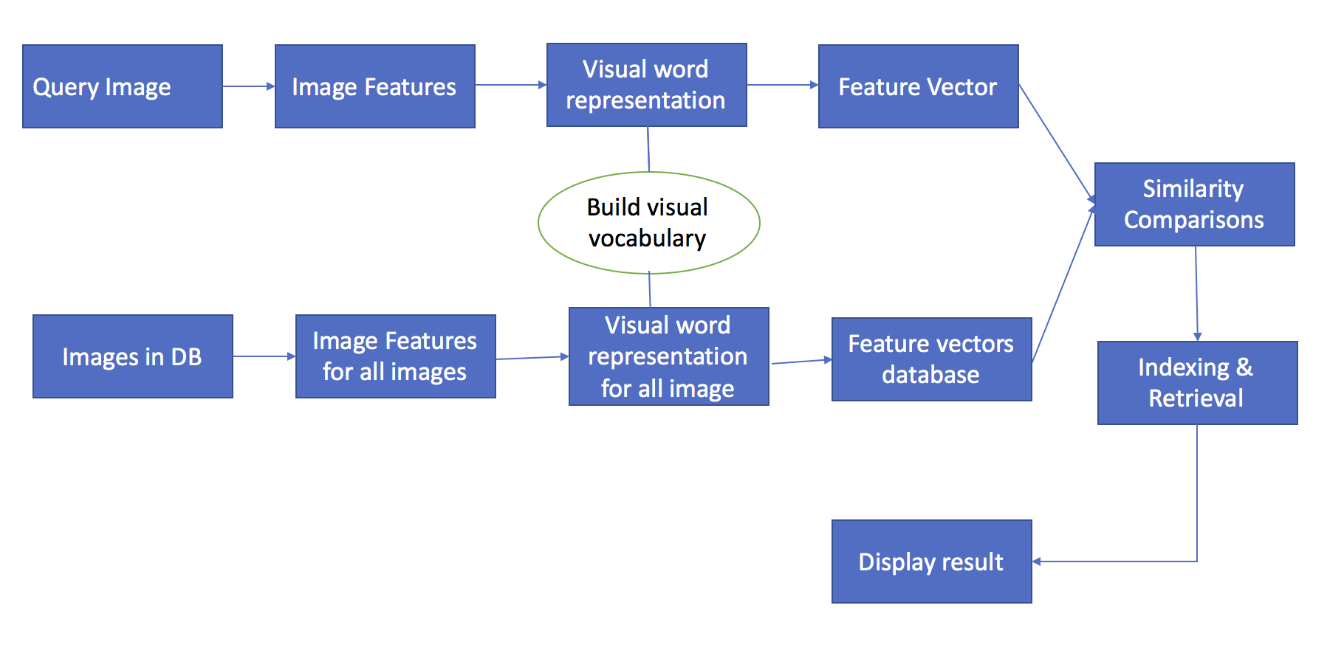 Query Image
Image Features
Visual word
representation
Feature Vector
Similarity
Comparisons
Build visual
vocabulary
Images in DB
Image Features
for all images
Visual word
representation
for all image
Feature vectors
database
Indexing &
Retrieval
Display result